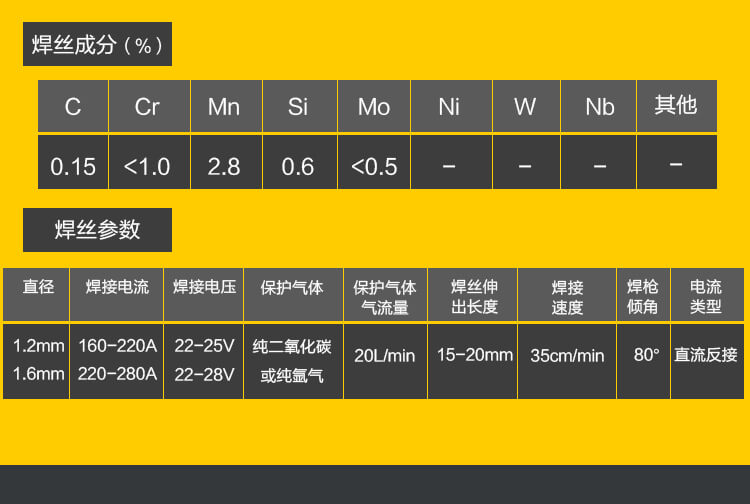 焊丝成分(%)
C Cr Mn Si Mo Ni W Nb 其他
0.15 <1.0 2.8 0.6 <0.5 – – – –
焊丝参数
直径 焊接电流 焊接电压 保护气体 保护气体 焊丝伸 焊接 焊枪 电流
气流量 出长度 速度 倾角 类型
1.2mm 160-220A 22-25V 纯二氧化碳 20L/min 15-20mm 35cm/min 80° 直流反接
1.6mm 220-280A 22-28V 或纯氩气